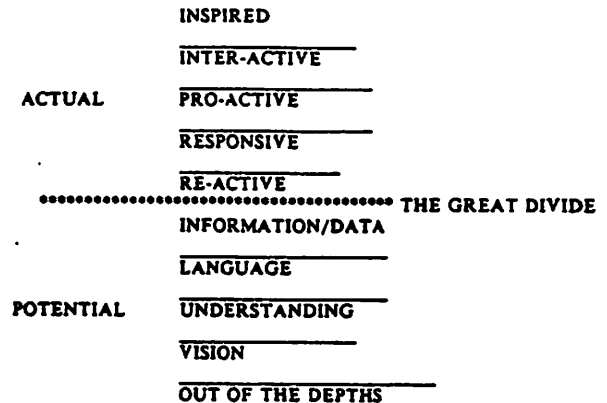 INSPIRED
INTER-ACTIVE
ACTUAL PRO-ACTIVE
RESPONSIVE
RE-ACTIVE
THE GREAT DIVIDE
INFORMATION/DATA
LANGUAGE
POTENTIAL UNDERSTANDING
VISION
OUT OF THE DEPTHS